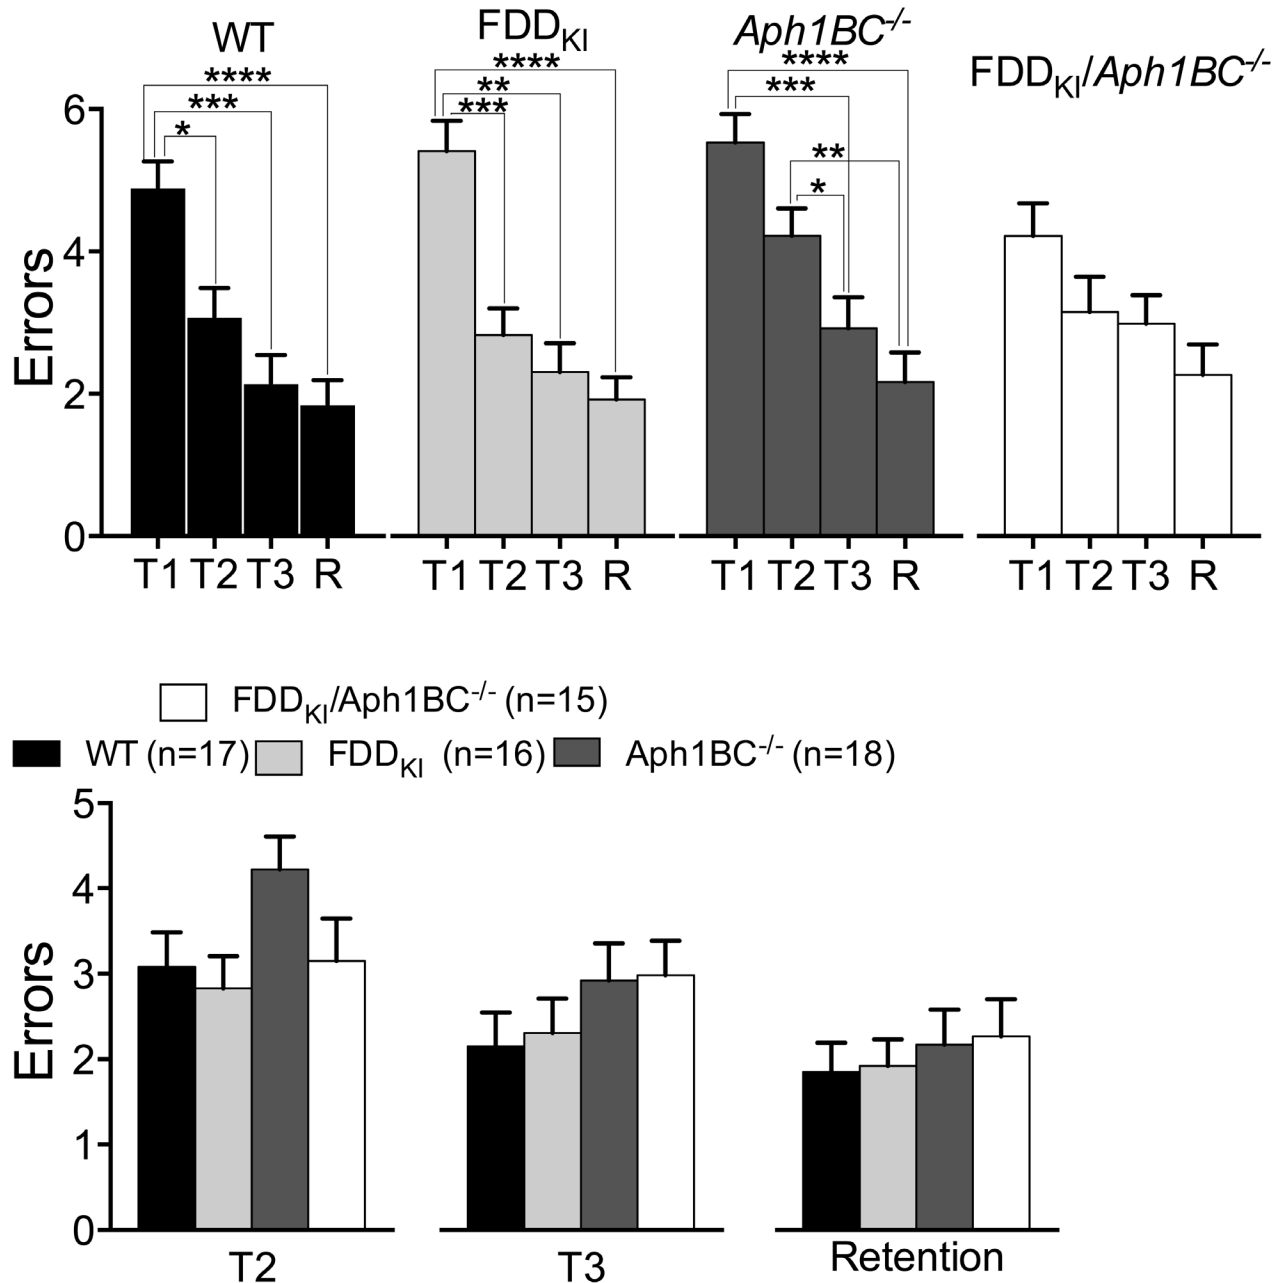 WT
FDDKI
Aph1BC-/-
FDDKI/Aph1BC-/-
**** *** *
**** ** ***
**** *** ** *
Errors
6
4
2
0
T1 T2 T3 R
T1 T2 T3 R
T1 T2 T3 R
T1 T2 T3 R
FDDKI/Aph1BC-/- (n=15)
WT (n=17) FDDKI (n=16) Aph1BC-/- (n=18)
Errors
5
4
3
2
1
0
T2
T3
Retention